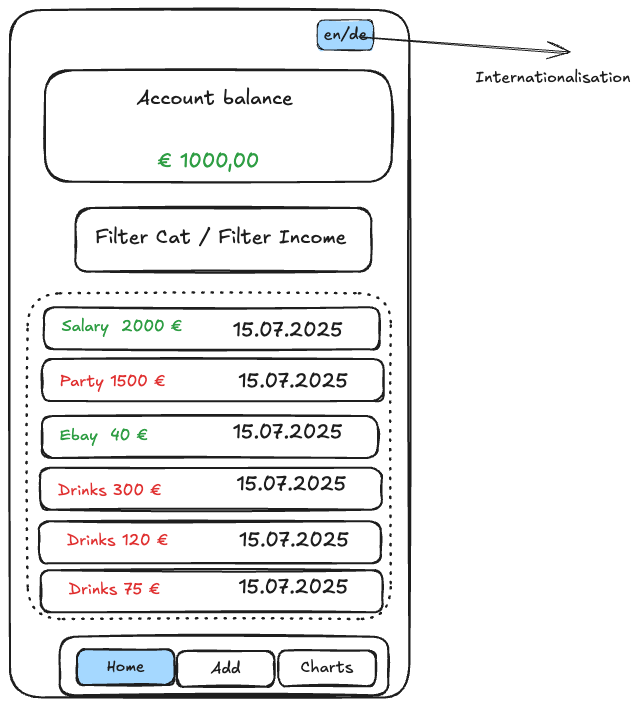 en/de
Internationalisation
Account balance
€ 1000,00
Filter Cat / Filter Income
Salary 2000 € 15.07.2025
Party 1500 € 15.07.2025
Ebay 40 € 15.07.2025
Drinks 300 € 15.07.2025
Drinks 120 € 15.07.2025
Drinks 75 € 15.07.2025
Home Add Charts